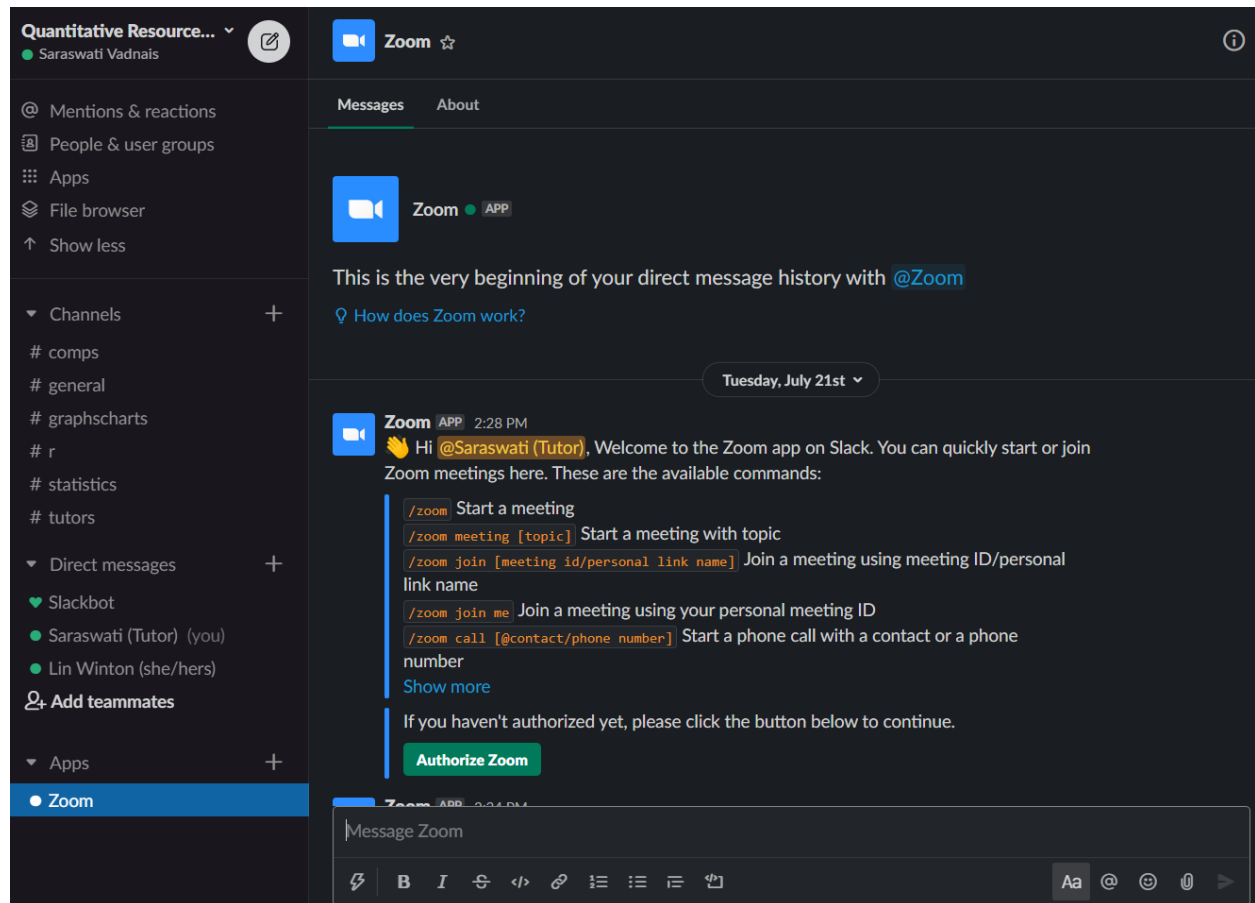 Quantitative Resource...
Saraswati Vadnais
Mentions & reactions
People & user groups
Apps
File browser
Show less
Channels
# comps
# general
# graphscharts
# r
# statistics
# tutors
Direct messages
Slackbot
Saraswati (Tutor) (you)
Lin Winton (she/hers)
Add teammates
Apps
Zoom
Zoom
Messages About
Zoom APP
This is the very beginning of your direct message history with @Zoom
How does Zoom work?
Tuesday, July 21st
Zoom APP 2:28 PM
👋 Hi @Saraswati (Tutor), Welcome to the Zoom app on Slack. You can quickly start or join
Zoom meetings here. These are the available commands:
/zoom Start a meeting
/zoom meeting [topic] Start a meeting with topic
/zoom join [meeting id/personal link name] Join a meeting using meeting ID/personal
link name
/zoom join me Join a meeting using your personal meeting ID
/zoom call [@contact/phone number] Start a phone call with a contact or a phone
number
Show more
If you haven't authorized yet, please click the button below to continue.
Authorize Zoom
Zoom APP 2:34 PM
Message Zoom
B I S </> Aa @